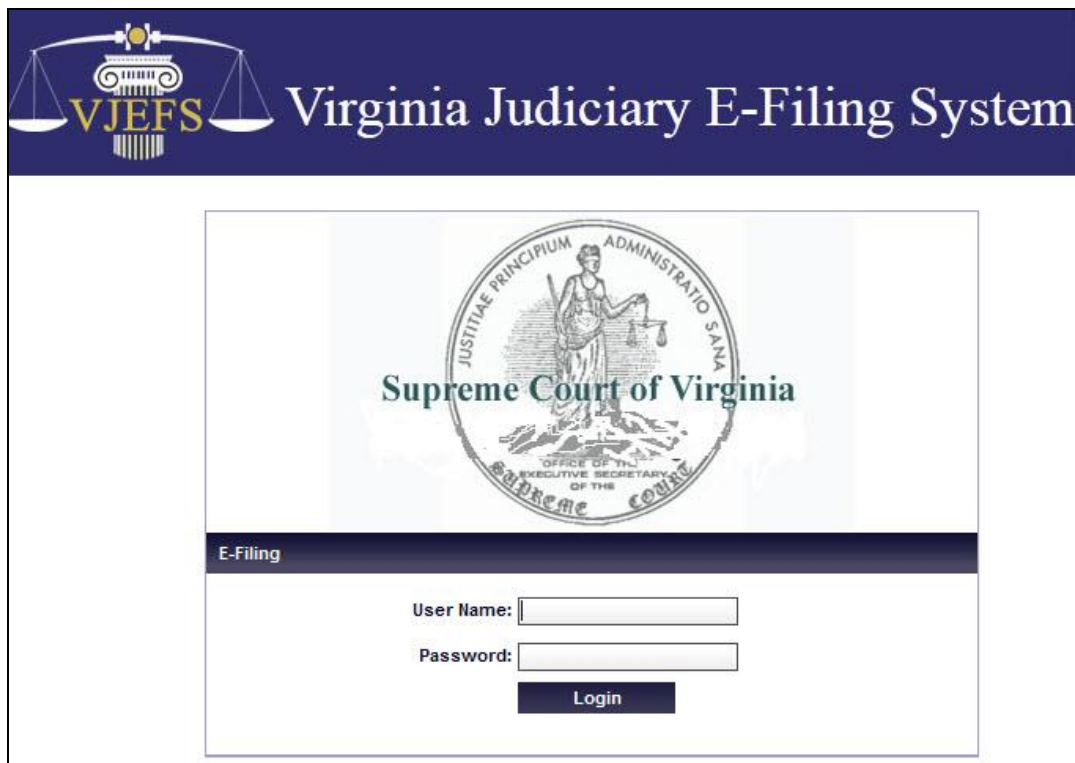 VJEFS
Virginia Judiciary E-Filing System
JUSTITIAE PRINCIPIUM ADMINISTRATIO SANA
Supreme Court of Virginia
OFFICE OF THE
EXECUTIVE SECRETARY
OF THE
SUPREME COURT
E-Filing
User Name:
Password:
Login